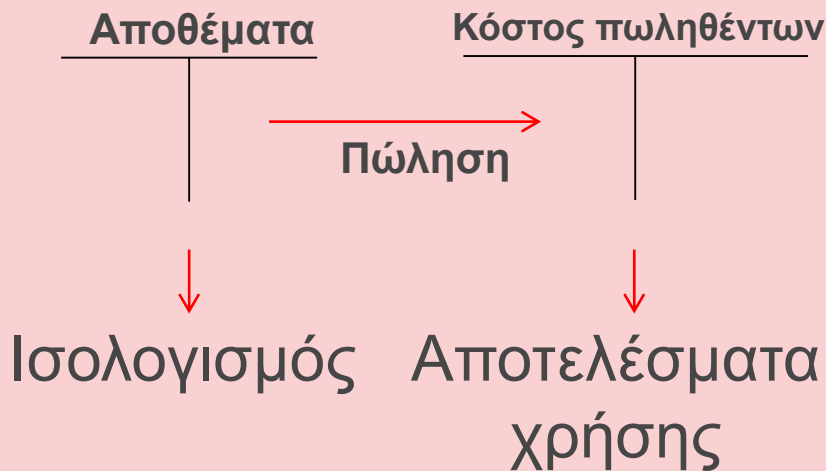 Αποθέματα
Κόστος πωληθέντων
Πώληση
Ισολογισμός
Αποτελέσματα
χρήσης